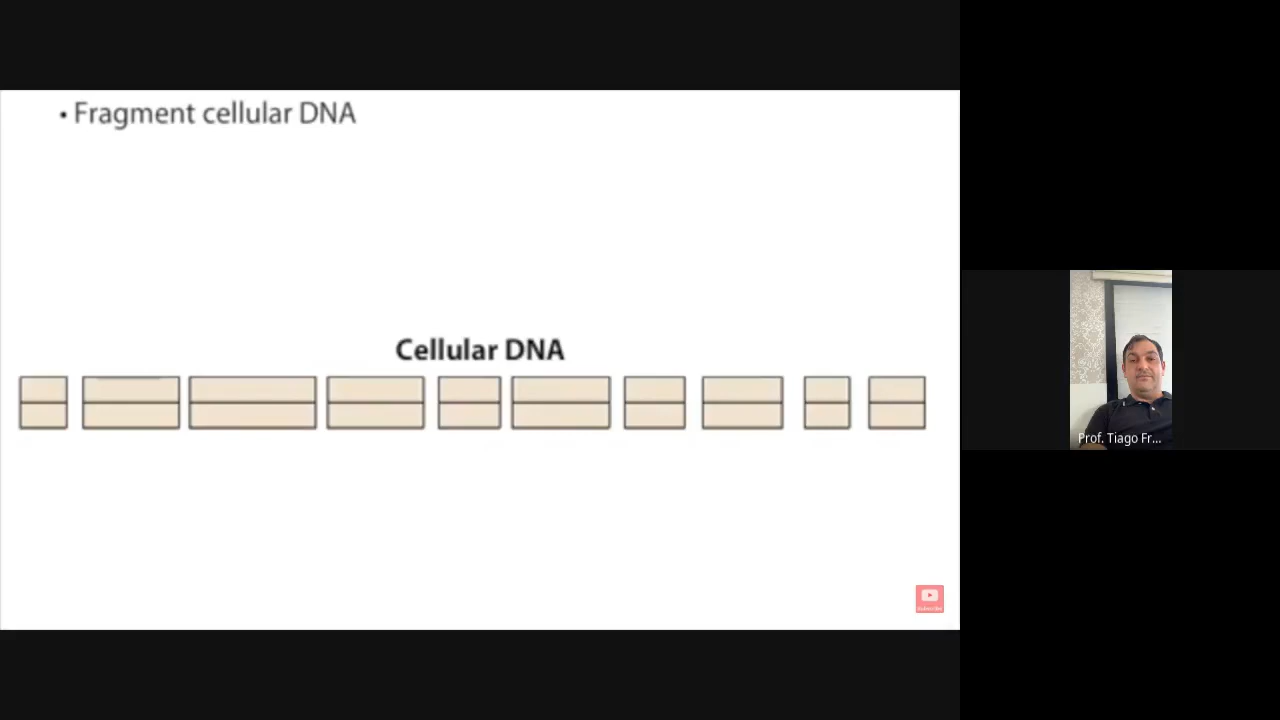 • Fragment cellular DNA
Cellular DNA
Prof. Tiago Fr...